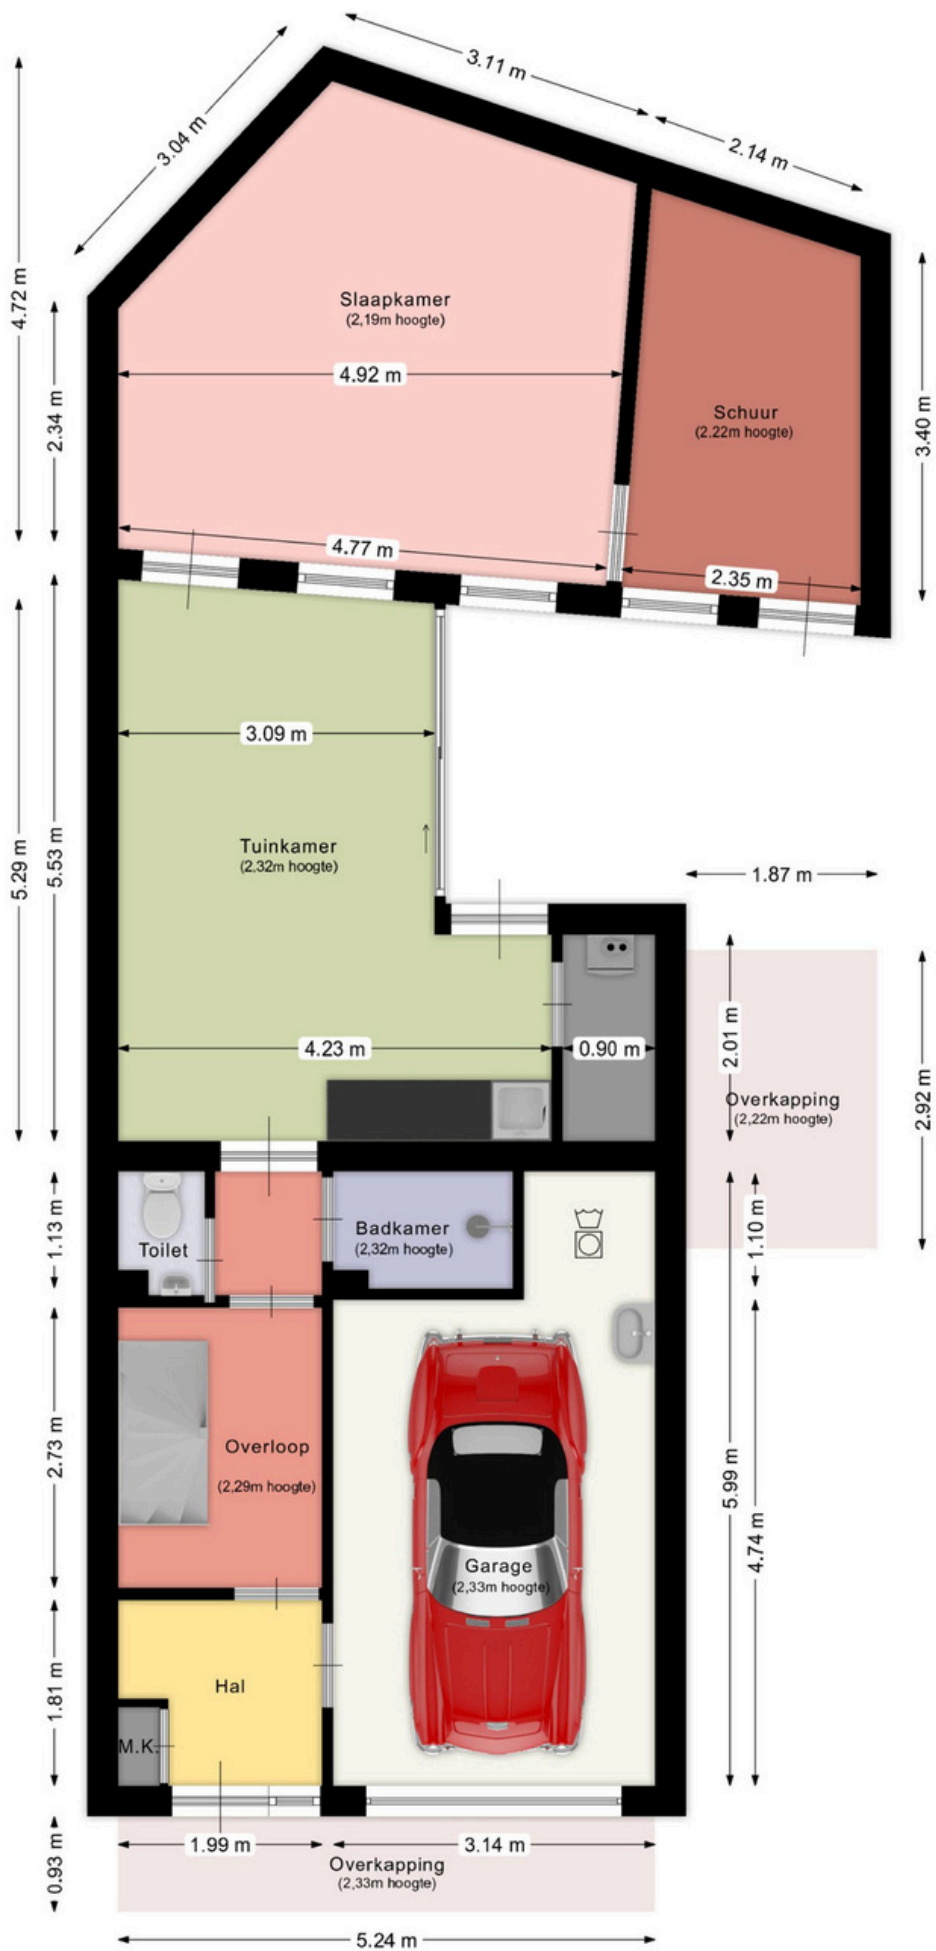 3.11 m
3.04 m
2.14 m
4.72 m
Slaapkamer
(2,19m hoogte)
4.92 m
2.34 m
Schuur
(2.22m hoogte)
3.40 m
4.77 m
2.35 m
3.09 m
Tuinkamer
(2,32m hoogte)
5.29 m
5.53 m
1.87 m
4.23 m
0.90 m
2.01 m
Overkapping
(2,22m hoogte)
2.92 m
1.13 m
Toilet
Badkamer
(2,32m hoogte)
1.10 m
2.73 m
Overloop
(2,29m hoogte)
5.99 m
4.74 m
Garage
(2,33m hoogte)
1.81 m
Hal
M.K.
0.93 m
1.99 m
3.14 m
Overkapping
(2,33m hoogte)
5.24 m